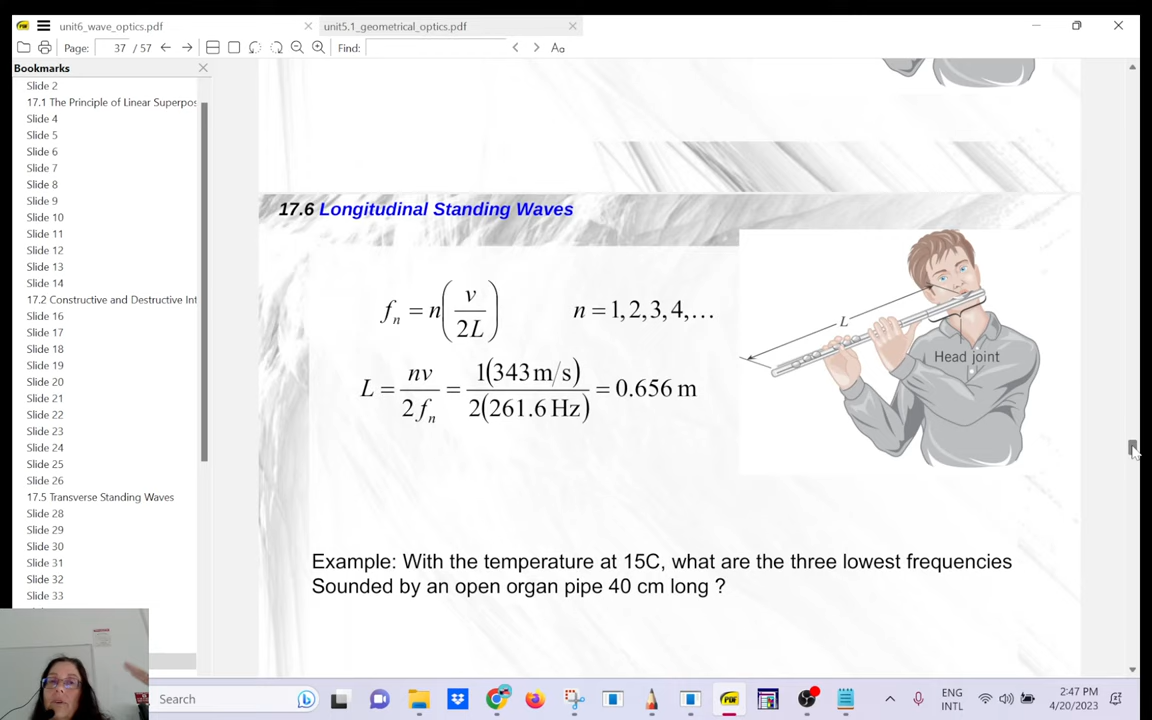 unit6_wave_optics.pdf
unit5.1_geometrical_optics.pdf
Page: 37 / 57
Find:
Aa
Bookmarks
Slide 2
17.1 The Principle of Linear Superpos
Slide 4
Slide 5
Slide 6
Slide 7
Slide 8
Slide 9
Slide 10
Slide 11
Slide 12
Slide 13
Slide 14
17.2 Constructive and Destructive Int
Slide 16
Slide 17
Slide 18
Slide 19
Slide 20
Slide 21
Slide 22
Slide 23
Slide 24
Slide 25
Slide 26
17.5 Transverse Standing Waves
Slide 28
Slide 29
Slide 30
Slide 31
Slide 32
Slide 33
17.6 Longitudinal Standing Waves
fₙ = n(v/2L) n = 1, 2, 3, 4, …
L = nv/2fₙ = 1(343 m/s)/2(261.6 Hz) = 0.656 m
L
Head joint
Example: With the temperature at 15C, what are the three lowest frequencies
Sounded by an open organ pipe 40 cm long ?
Search
ENG
INTL
2:47 PM
4/20/2023